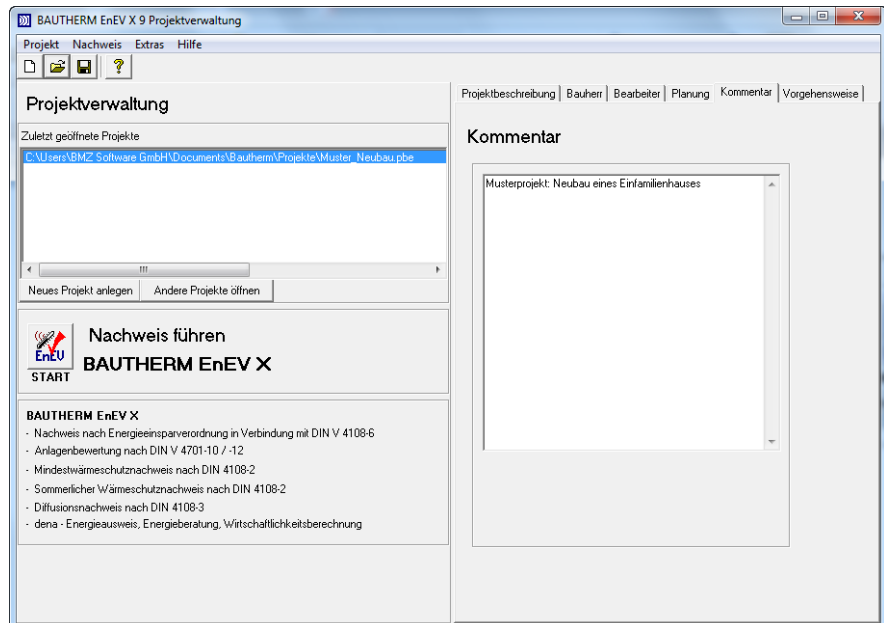 BAUTHERM EnEV X 9 Projektverwaltung
Projekt Nachweis Extras Hilfe
Projektverwaltung
Zuletzt geöffnete Projekte
C:\Users\BMZ Software GmbH\Documents\Bautherm\Projekte\Muster_Neubau.pbe
Neues Projekt anlegen
Andere Projekte öffnen
EnEV
START
Nachweis führen
BAUTHERM EnEV X
BAUTHERM EnEV X
- Nachweis nach Energieeinsparverordnung in Verbindung mit DIN V 4108-6
- Anlagenbewertung nach DIN V 4701-10 / -12
- Mindestwärmeschutznachweis nach DIN 4108-2
- Sommerlicher Wärmeschutznachweis nach DIN 4108-2
- Diffusionsnachweis nach DIN 4108-3
- dena - Energieausweis, Energieberatung, Wirtschaftlichkeitsberechnung
Projektbeschreibung Bauherr Bearbeiter Planung Kommentar Vorgehensweise
Kommentar
Musterprojekt: Neubau eines Einfamilienhauses